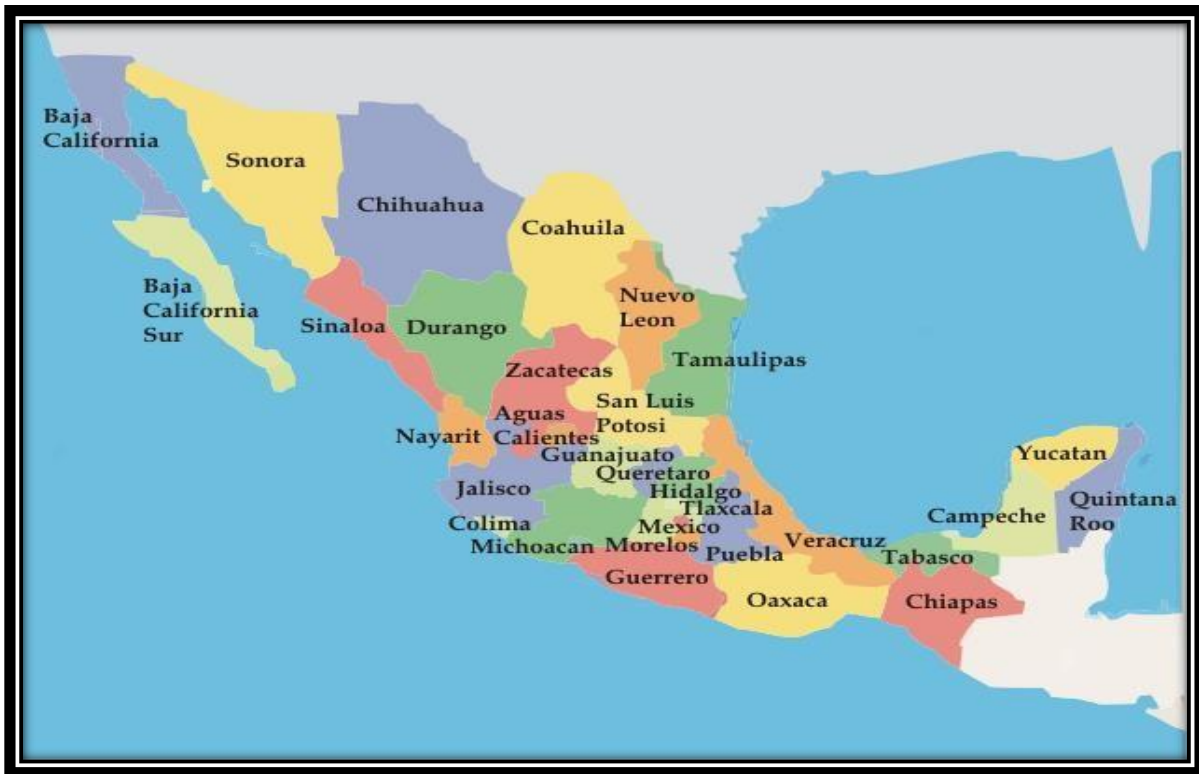 Baja
California
Sonora
Chihuahua
Coahuila
Baja
California
Sur
Sinaloa
Durango
Nuevo
Leon
Tamaulipas
Zacatecas
San Luis
Potosi
Nayarit
Aguas
Calientes
Guanajuato
Queretaro
Hidalgo
Tlaxcala
Jalisco
Colima
Michoacan
Mexico
Morelos
Puebla
Veracruz
Guerrero
Oaxaca
Yucatan
Quintana
Roo
Campeche
Tabasco
Chiapas